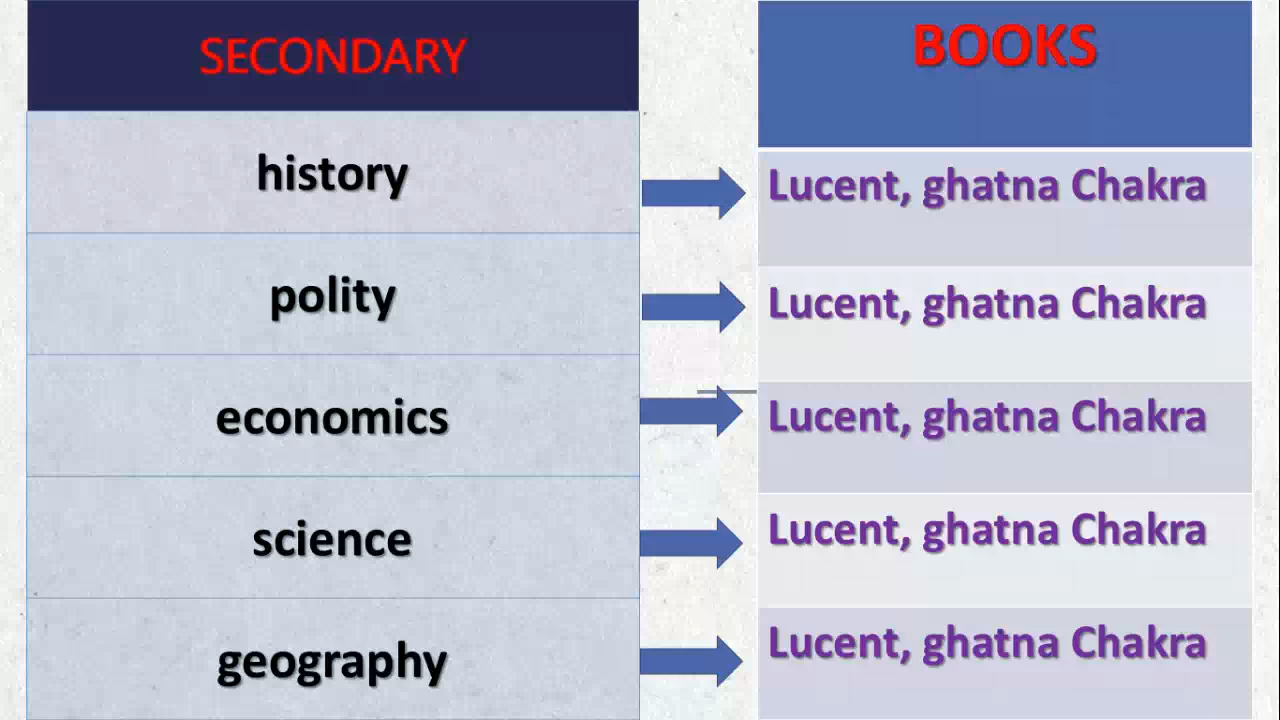 SECONDARY
BOOKS
history
Lucent, ghatna Chakra
polity
Lucent, ghatna Chakra
economics
Lucent, ghatna Chakra
science
Lucent, ghatna Chakra
geography
Lucent, ghatna Chakra